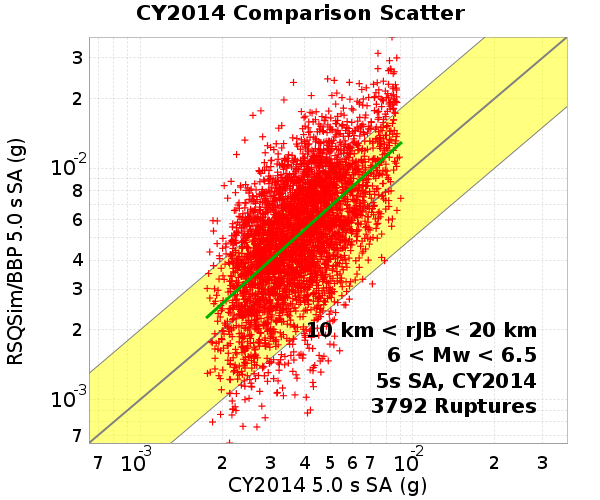 CY2014 Comparison Scatter
RSQSim/BBP 5.0 s SA (g)
3
2
10-2
8
6
4
3
2
10-3
7
10 km < rJB < 20 km
6 < Mw < 6.5
5s SA, CY2014
3792 Ruptures
7 10-3 2 3 4 5 6 7 10-2 2 3
CY2014 5.0 s SA (g)